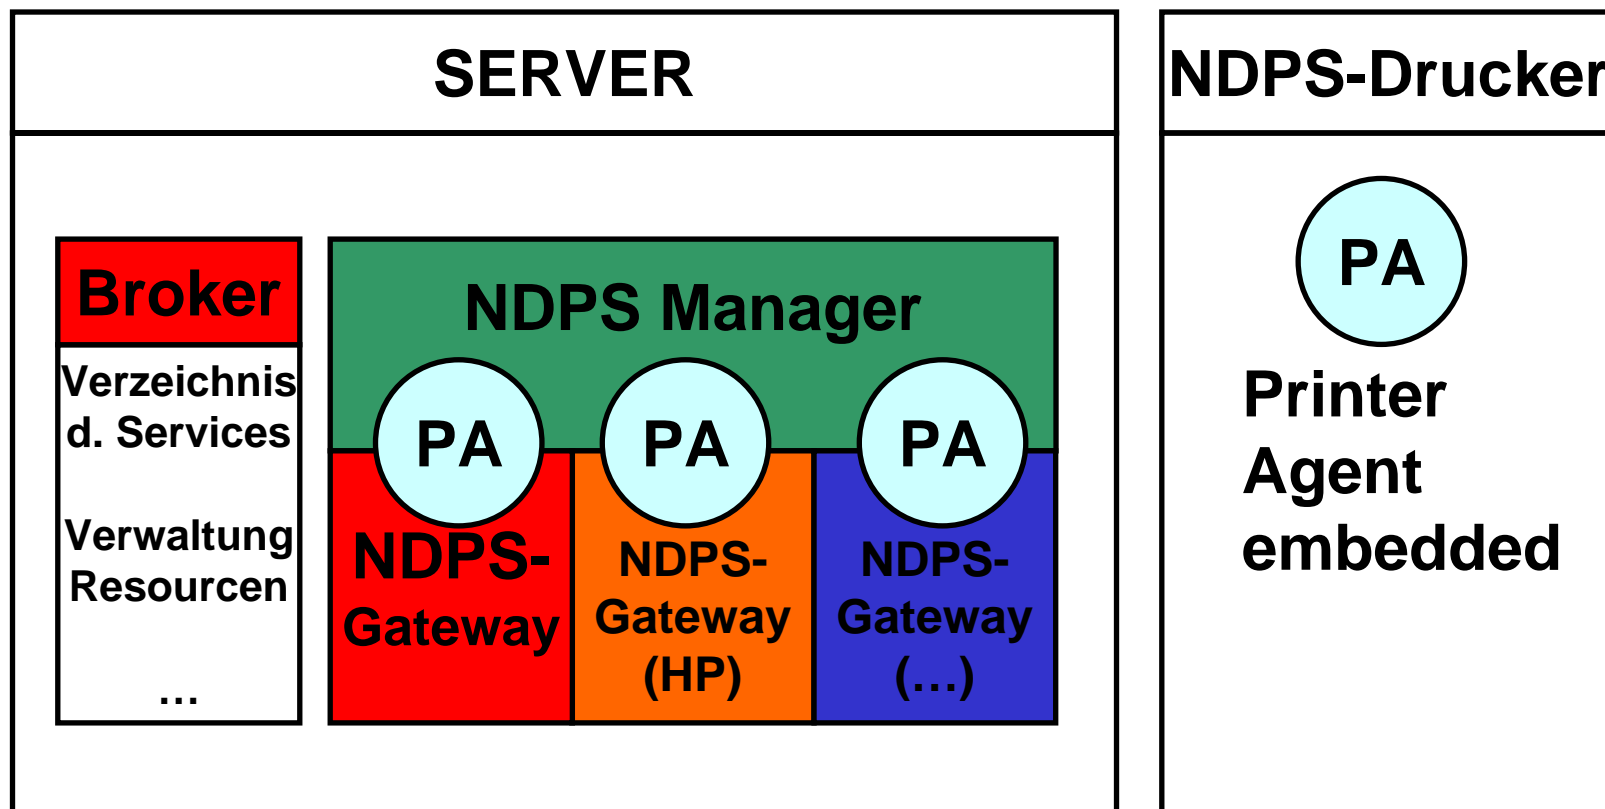 SERVER
Broker
Verzeichnis
d. Services
Verwaltung
Resourcen
...
NDPS Manager
PA
PA
PA
NDPS-
Gateway
NDPS-
Gateway
(HP)
NDPS-
Gateway
(...)
NDPS-Drucker
PA
Printer
Agent
embedded